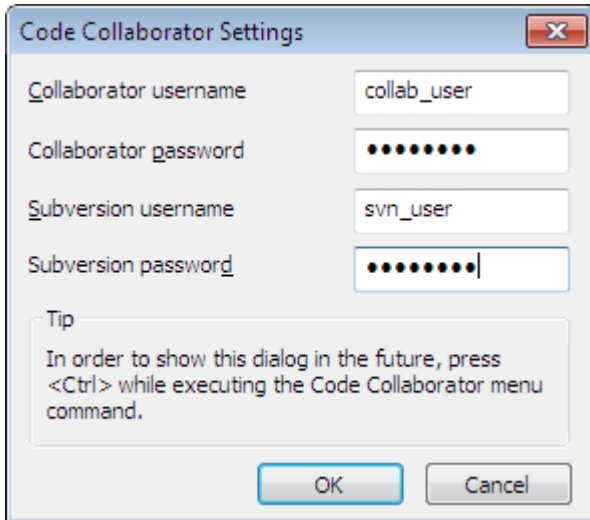 Code Collaborator Settings
Collaborator username
collab_user
Collaborator password
●●●●●●●●
Subversion username
svn_user
Subversion password
●●●●●●●●
Tip
In order to show this dialog in the future, press
<Ctrl> while executing the Code Collaborator menu
command.
OK
Cancel